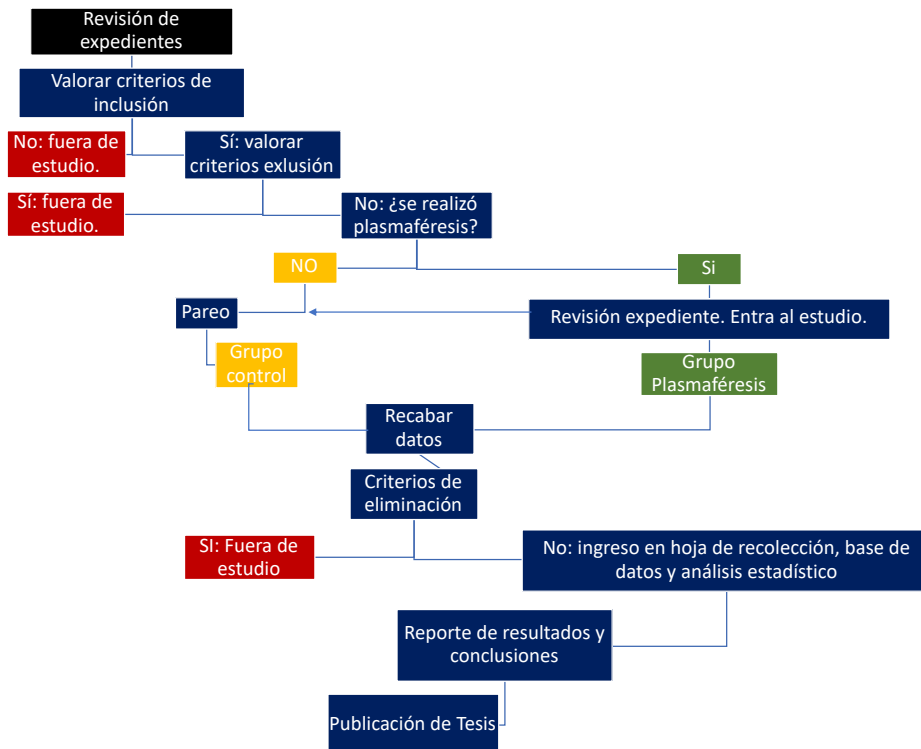 Revisión de
expedientes
Valorar criterios de
inclusión
No: fuera de
estudio.
Sí: valorar
criterios exlusión
Sí: fuera de
estudio.
No: ¿se realizó
plasmaféresis?
NO
Si
Pareo
Revisión expediente. Entra al estudio.
Grupo
control
Grupo
Plasmaféresis
Recabar
datos
Criterios de
eliminación
SI: Fuera de
estudio
No: ingreso en hoja de recolección, base de
datos y análisis estadístico
Reporte de resultados y
conclusiones
Publicación de Tesis